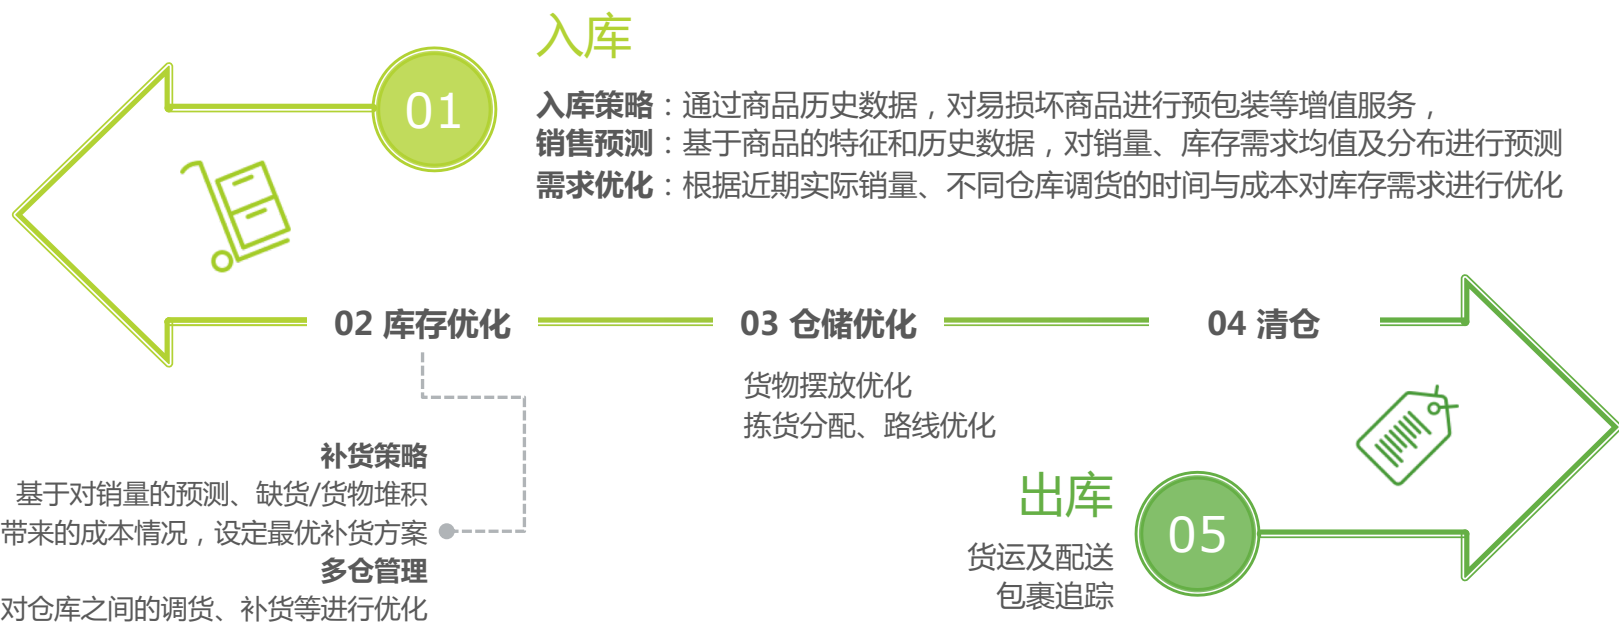 入库
01
入库策略：通过商品历史数据，对易损坏商品进行预包装等增值服务，
销售预测：基于商品的特征和历史数据，对销量、库存需求均值及分布进行预测
需求优化：根据近期实际销量、不同仓库调货的时间与成本对库存需求进行优化
02 库存优化
03 仓储优化
04 清仓
货物摆放优化
拣货分配、路线优化
补货策略
基于对销量的预测、缺货/货物堆积
带来的成本情况，设定最优补货方案
多仓管理
对仓库之间的调货、补货等进行优化
出库
05
货运及配送
包裹追踪